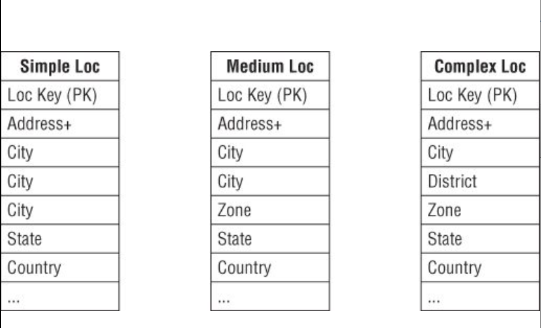 Simple Loc
Loc Key (PK)
Address+
City
City
City
State
Country
...
Medium Loc
Loc Key (PK)
Address+
City
City
Zone
State
Country
...
Complex Loc
Loc Key (PK)
Address+
City
District
Zone
State
Country
...